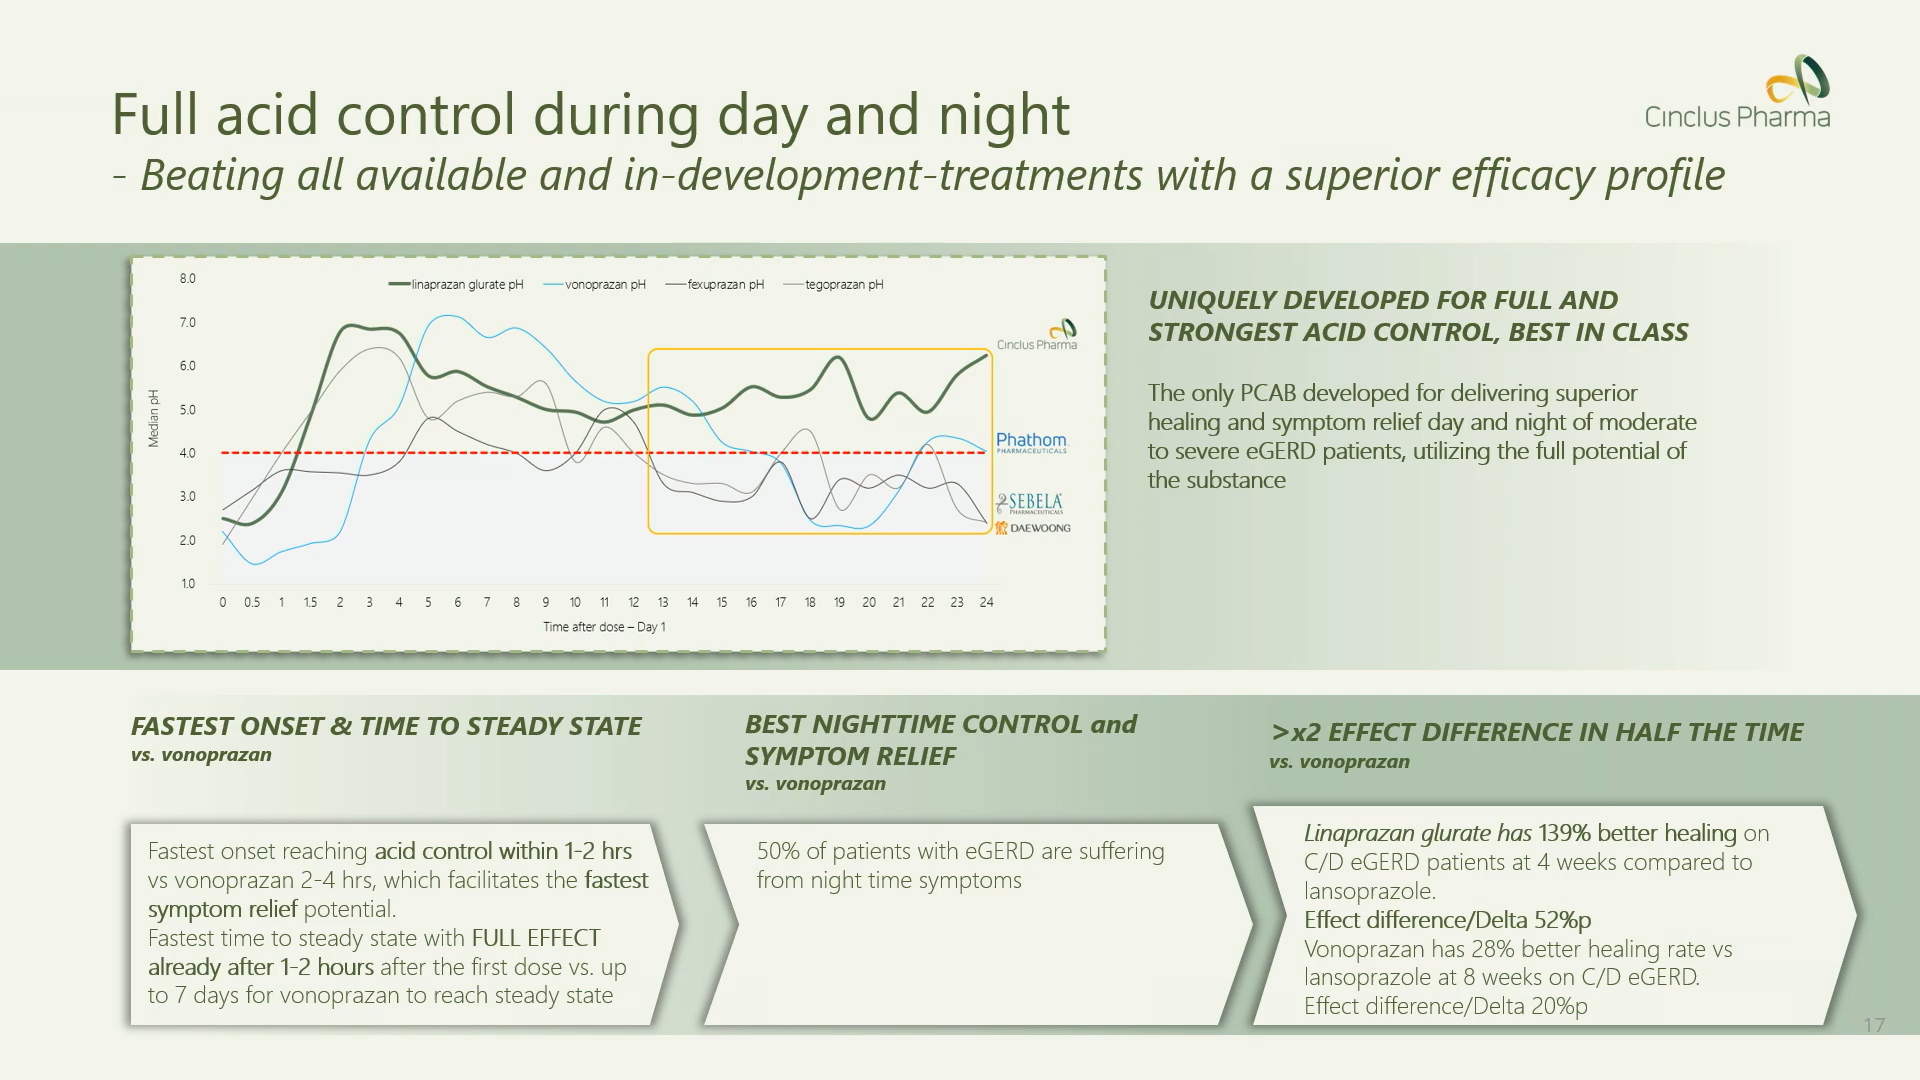 Full acid control during day and night
- Beating all available and in-development-treatments with a superior efficacy profile
Cinclus Pharma
8.0
7.0
6.0
5.0
4.0
3.0
2.0
1.0
Median pH
linaprazan glurate pH
vonoprazan pH
fexuprazan pH
tegoprazan pH
Cinclus Pharma
Phathom
PHARMACEUTICALS
SEBELA
PHARMACEUTICALS
DAEWOONG
0 0.5 1 1.5 2 3 4 5 6 7 8 9 10 11 12 13 14 15 16 17 18 19 20 21 22 23 24
Time after dose – Day 1
UNIQUELY DEVELOPED FOR FULL AND
STRONGEST ACID CONTROL, BEST IN CLASS
The only PCAB developed for delivering superior
healing and symptom relief day and night of moderate
to severe eGERD patients, utilizing the full potential of
the substance
FASTEST ONSET & TIME TO STEADY STATE
vs. vonoprazan
Fastest onset reaching acid control within 1-2 hrs
vs vonoprazan 2-4 hrs, which facilitates the fastest
symptom relief potential.
Fastest time to steady state with FULL EFFECT
already after 1-2 hours after the first dose vs. up
to 7 days for vonoprazan to reach steady state
BEST NIGHTTIME CONTROL and
SYMPTOM RELIEF
vs. vonoprazan
50% of patients with eGERD are suffering
from night time symptoms
>x2 EFFECT DIFFERENCE IN HALF THE TIME
vs. vonoprazan
Linaprazan glurate has 139% better healing on
C/D eGERD patients at 4 weeks compared to
lansoprazole.
Effect difference/Delta 52%p
Vonoprazan has 28% better healing rate vs
lansoprazole at 8 weeks on C/D eGERD.
Effect difference/Delta 20%p
17